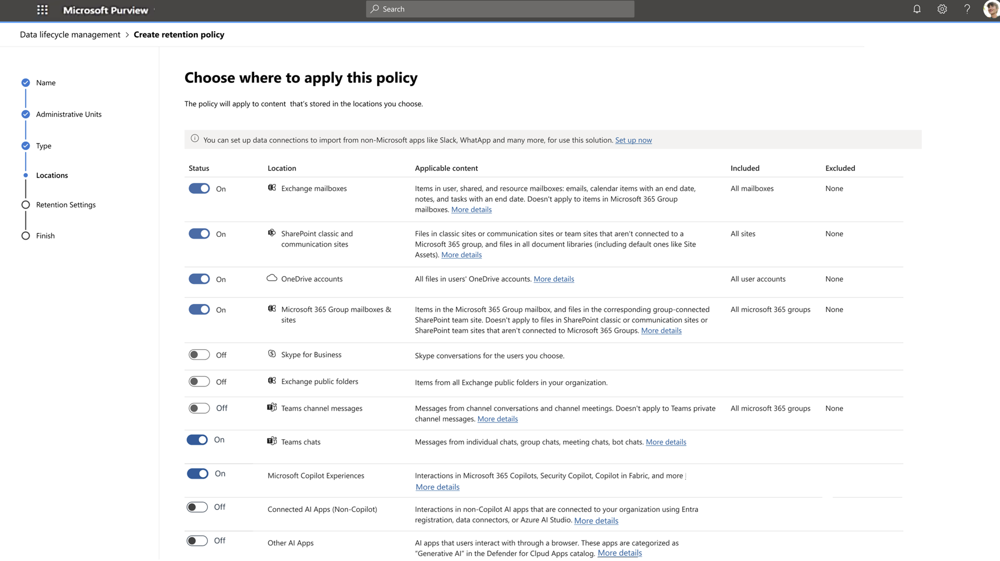 Microsoft Purview
Search
Data lifecycle management > Create retention policy
Name
Administrative Units
Type
Locations
Retention Settings
Finish
Choose where to apply this policy
The policy will apply to content that's stored in the locations you choose.
You can set up data connections to import from non-Microsoft apps like Slack, WhatApp and many more, for use this solution. Set up now
Status Location Applicable content Included Excluded
On Exchange mailboxes Items in user, shared, and resource mailboxes: emails, calendar items with an end date, All mailboxes None
notes, and tasks with an end date. Doesn't apply to items in Microsoft 365 Group
mailboxes. More details
On SharePoint classic and Files in classic sites or communication sites or team sites that aren't connected to a All sites None
communication sites Microsoft 365 group, and files in all document libraries (including default ones like Site
Assets). More details
On OneDrive accounts All files in users' OneDrive accounts. More details All user accounts None
On Microsoft 365 Group mailboxes & Items in the Microsoft 365 Group mailbox, and files in the corresponding group-connected All microsoft 365 groups None
sites SharePoint team site. Doesn't apply to files in SharePoint classic or communication sites or
SharePoint team sites that aren't connected to Microsoft 365 Groups. More details
Off Skype for Business Skype conversations for the users you choose.
Off Exchange public folders Items from all Exchange public folders in your organization.
Off Teams channel messages Messages from channel conversations and channel meetings. Doesn't apply to Teams private All microsoft 365 groups None
channel messages. More details
On Teams chats Messages from individual chats, group chats, meeting chats, bot chats. More details
On Microsoft Copilot Experiences Interactions in Microsoft 365 Copilots, Security Copilot, Copilot in Fabric, and more
More details
Off Connected AI Apps (Non-Copilot) Interactions in non-Copilot AI apps that are connected to your organization using Entra
registration, data connectors, or Azure AI Studio. More details
Off Other AI Apps AI apps that users interact with through a browser. These apps are categorized as
“Generative AI” in the Defender for Clpud Apps catalog. More details